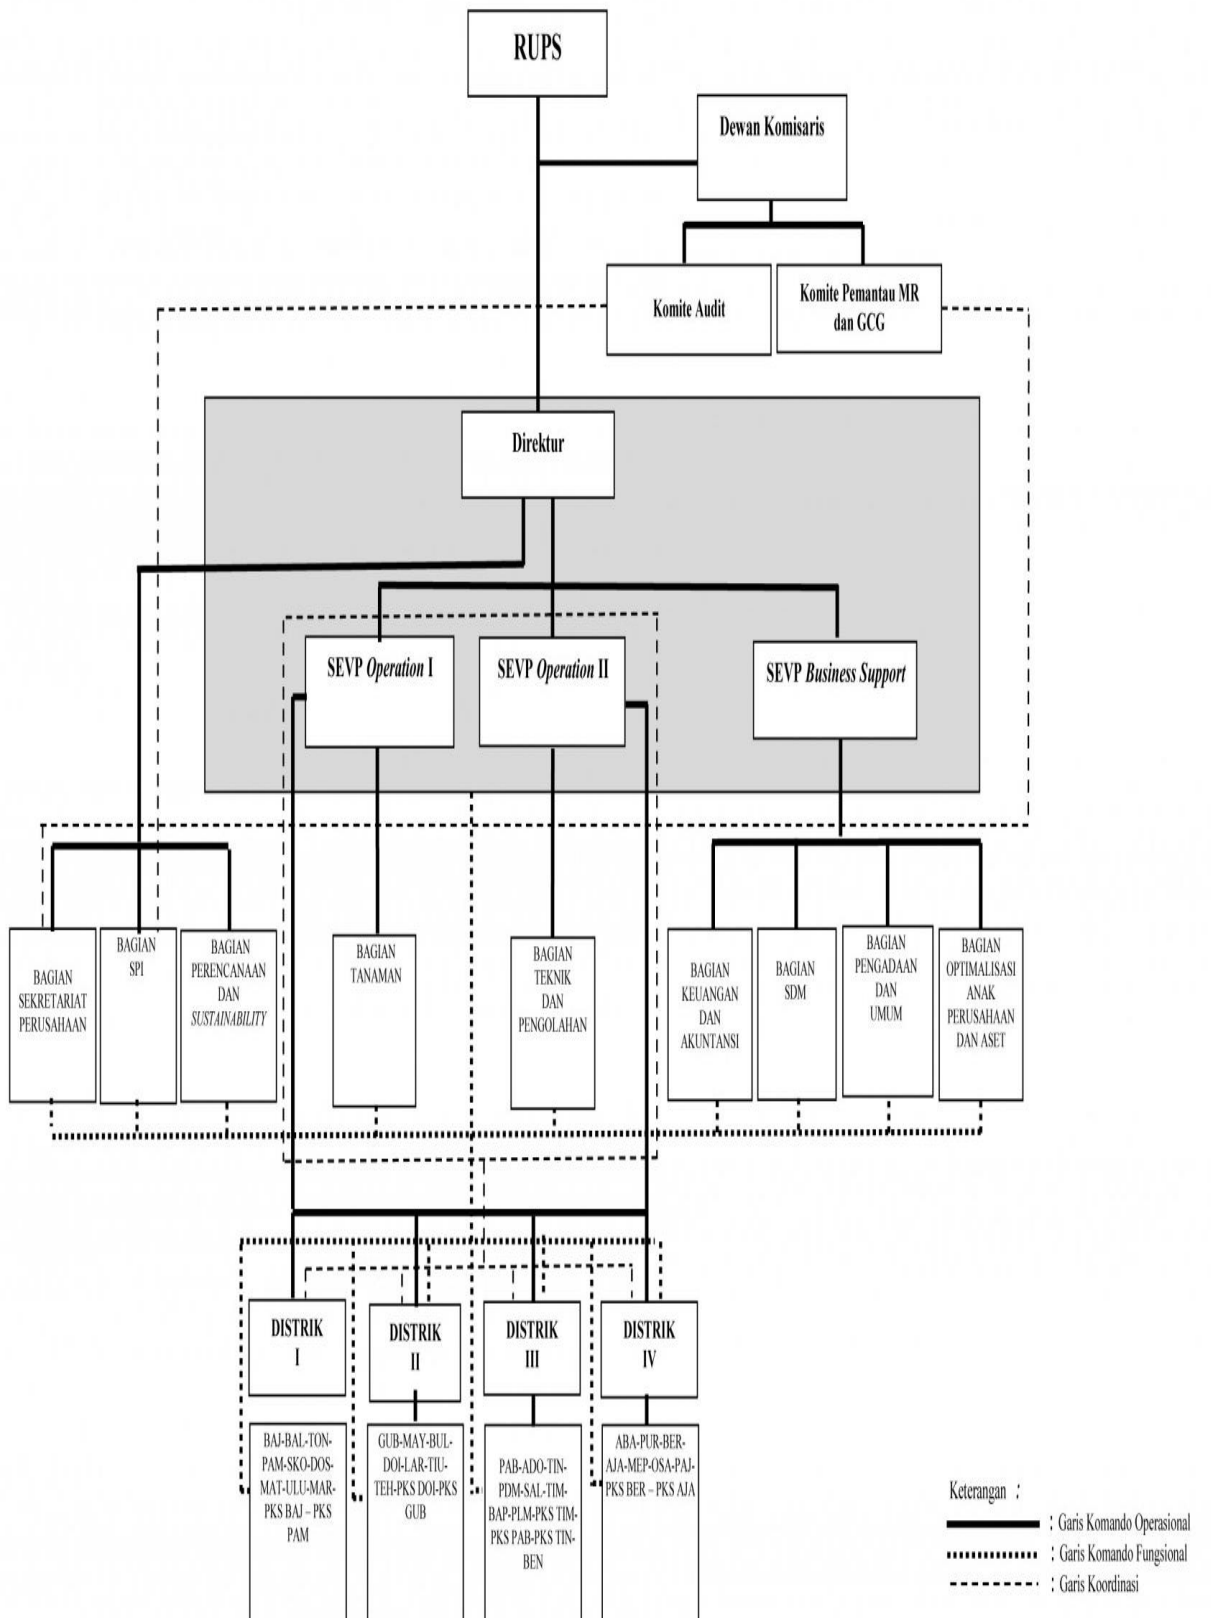 RUPS
Dewan Komisaris
Komite Audit
Komite Pemantau MR
dan GCG
Direktur
SEVP Operation I
SEVP Operation II
SEVP Business Support
BAGIAN
SEKRETARIAT
PERUSAHAAN
BAGIAN
SPI
BAGIAN
PERENCANAAN
DAN
SUSTAINABILITY
BAGIAN
TANAMAN
BAGIAN
TEKNIK
DAN
PENGOLAHAN
BAGIAN
KEUANGAN
DAN
AKUNTANSI
BAGIAN
SDM
BAGIAN
PENGADAAN
DAN
UMUM
BAGIAN
OPTIMALISASI
ANAK
PERUSAHAAN
DAN ASET
DISTRIK
I
DISTRIK
II
DISTRIK
III
DISTRIK
IV
BAJ-BAL-TON-
PAM-SKO-DOS-
MAT-ULU-MAR-
PKS BAJ – PKS
PAM
GUB-MAY-BUL-
DOI-LAR-TIU-
TEH-PKS DOI-PKS
GUB
PAB-ADO-TIN-
PDM-SAL-TIM-
BAP-PLM-PKS TIM-
PKS PAB-PKS TIN-
BEN
ABA-PUR-BER-
AJA-MEP-OSA-PAJ-
PKS BER – PKS AJA
Keterangan :
: Garis Komando Operasional
: Garis Komando Fungsional
: Garis Koordinasi